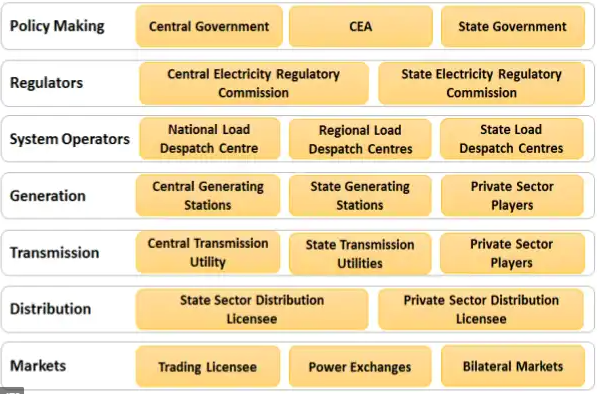 Policy Making
Central Government
CEA
State Government
Regulators
Central Electricity Regulatory
Commission
State Electricity Regulatory
Commission
System Operators
National Load
Despatch Centre
Regional Load
Despatch Centres
State Load
Despatch Centres
Generation
Central Generating
Stations
State Generating
Stations
Private Sector
Players
Transmission
Central Transmission
Utility
State Transmission
Utilities
Private Sector
Players
Distribution
State Sector Distribution
Licensee
Private Sector Distribution
Licensee
Markets
Trading Licensee
Power Exchanges
Bilateral Markets